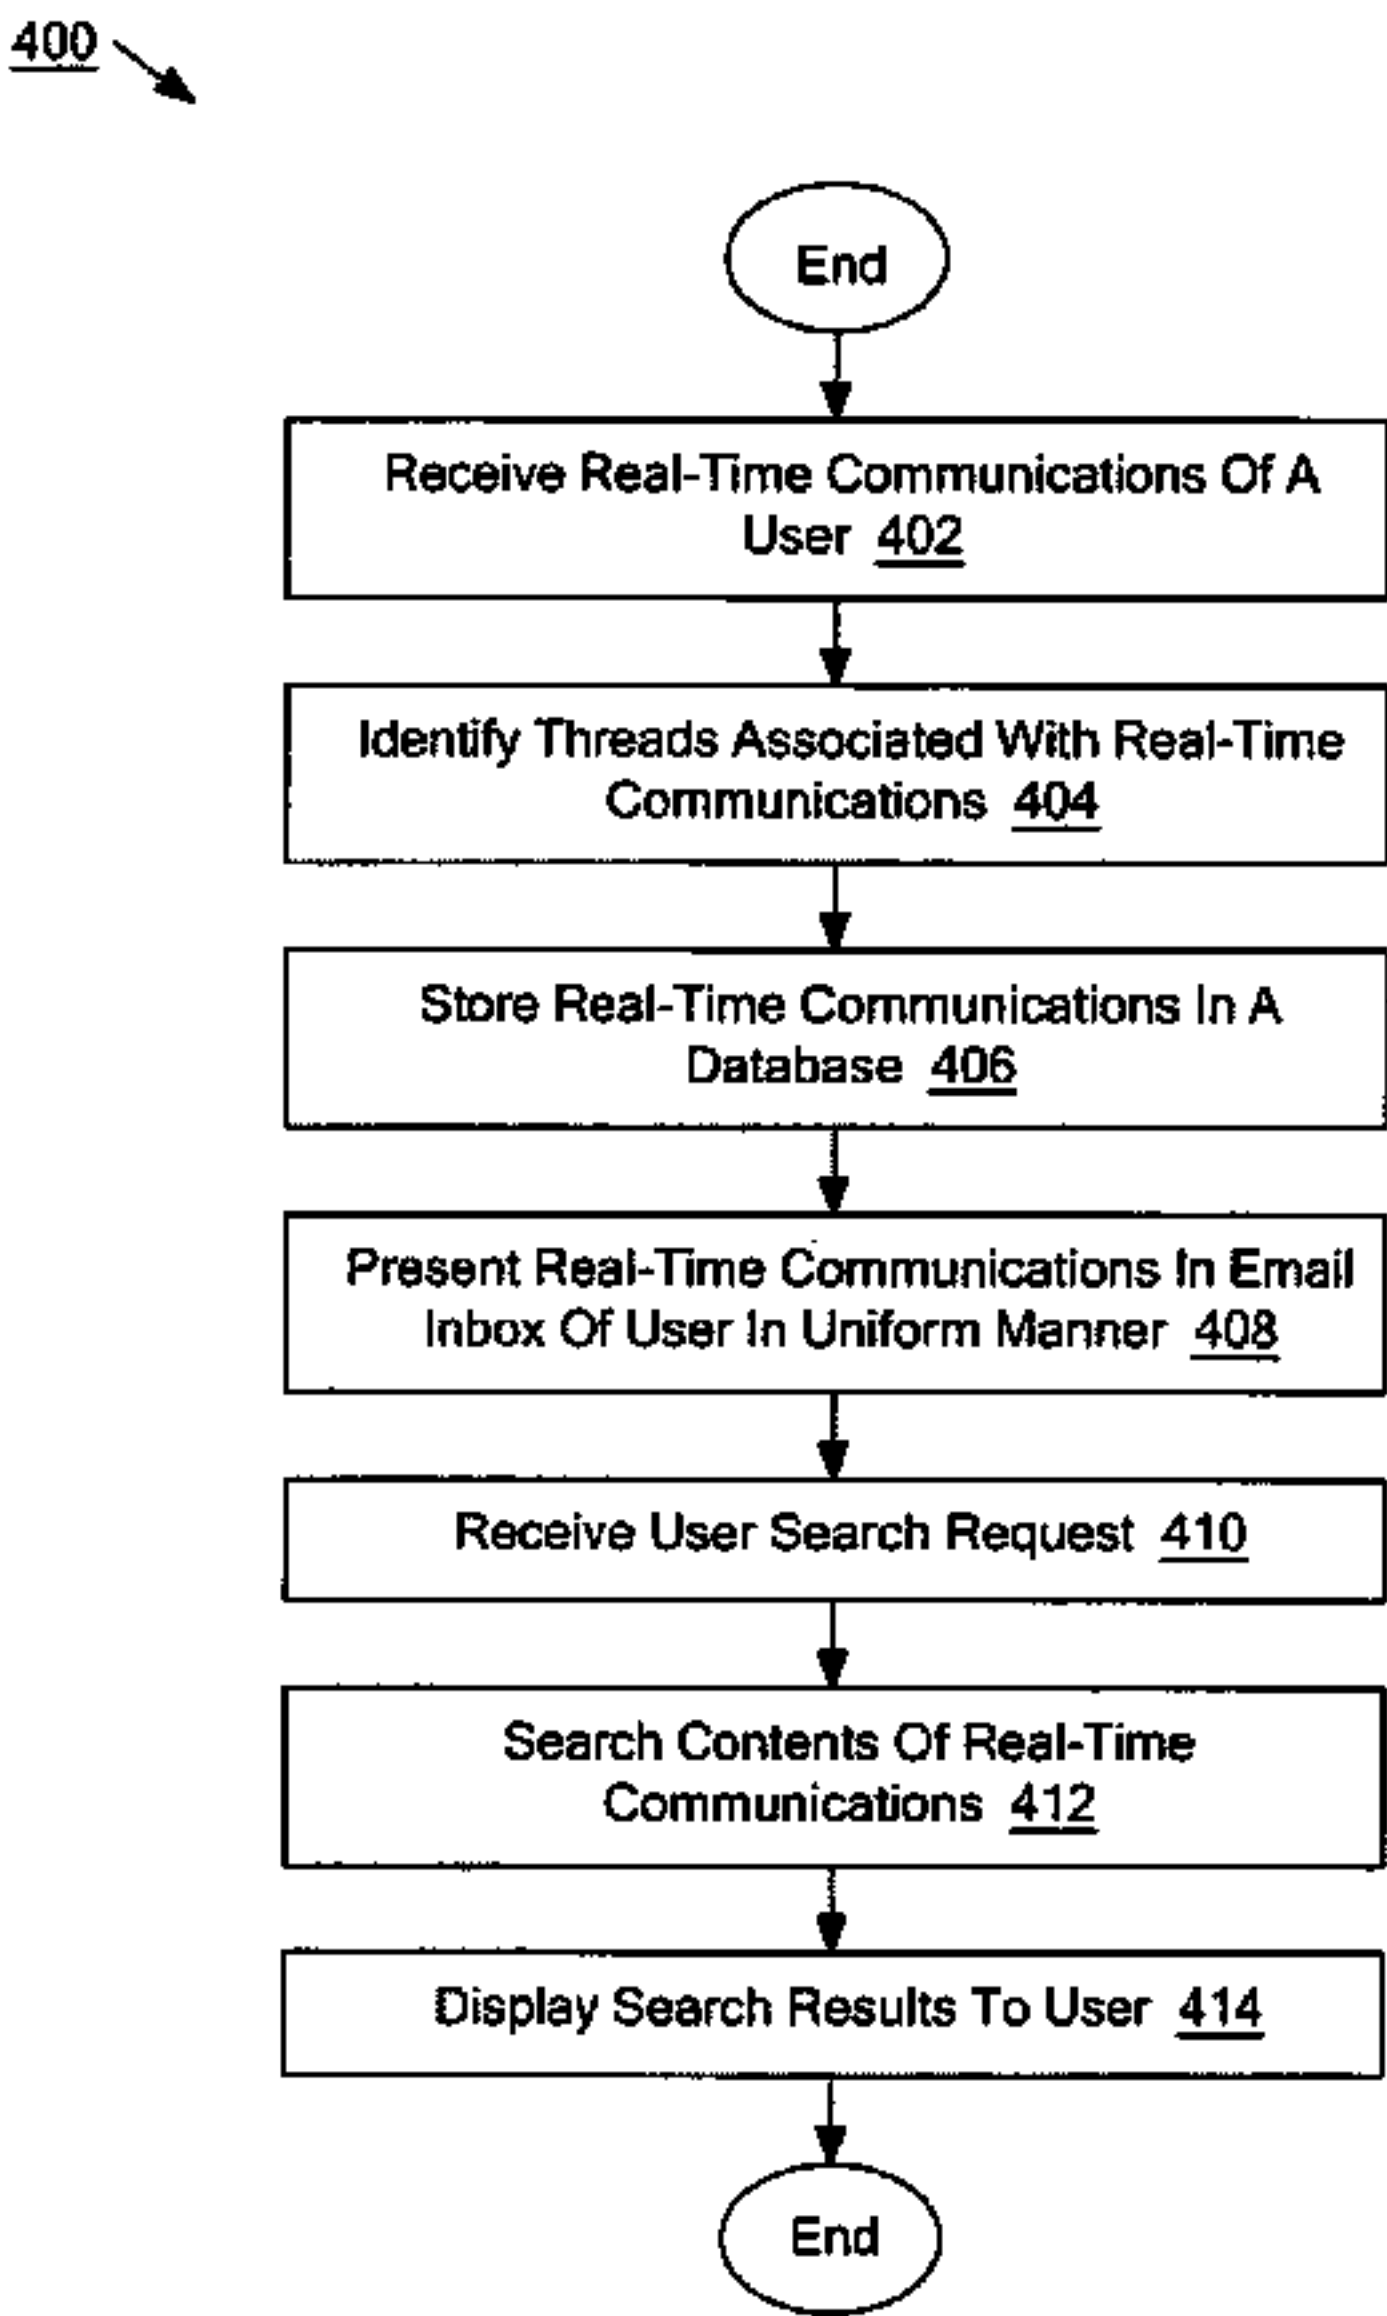 400
End
Receive Real-Time Communications Of A
User 402
Identify Threads Associated With Real-Time
Communications 404
Store Real-Time Communications In A
Database 406
Present Real-Time Communications In Email
Inbox Of User In Uniform Manner 408
Receive User Search Request 410
Search Contents Of Real-Time
Communications 412
Display Search Results To User 414
End